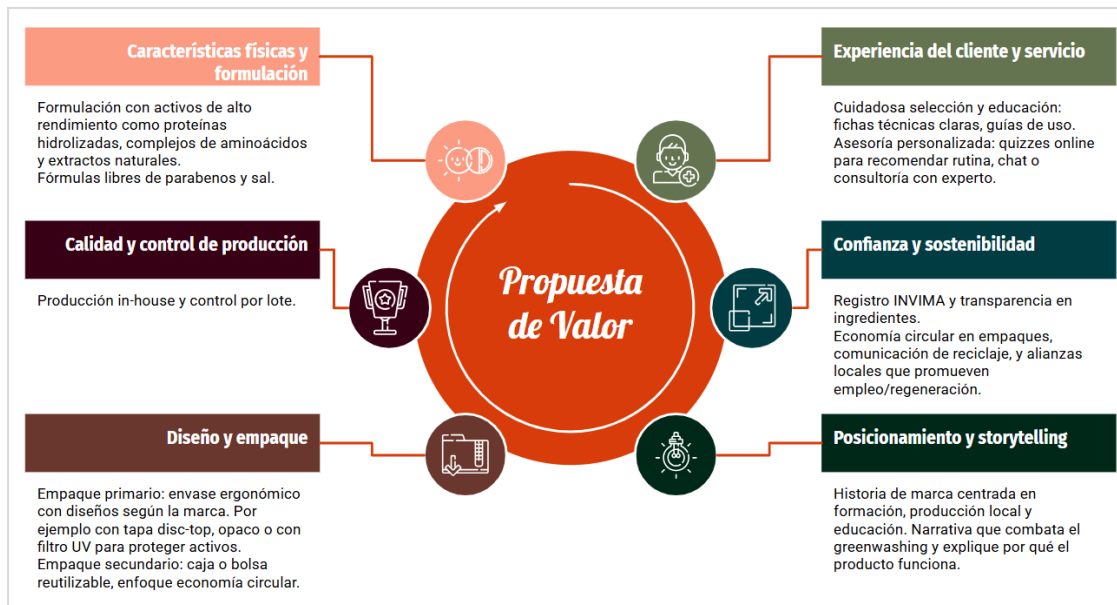 Características físicas y
formulación
Formulación con activos de alto
rendimiento como proteínas
hidrolizadas, complejos de aminoácidos
y extractos naturales.
Fórmulas libres de parabenos y sal.
Calidad y control de producción
Producción in-house y control por lote.
Diseño y empaque
Empaque primario: envase ergonómico
con diseños según la marca. Por
ejemplo con tapa disc-top, opaco o con
filtro UV para proteger activos.
Empaque secundario: caja o bolsa
reutilizable, enfoque economía circular.
Propuesta
de Valor
Experiencia del cliente y servicio
Cuidadosa selección y educación:
fichas técnicas claras, guías de uso.
Asesoría personalizada: quizzes online
para recomendar rutina, chat o
consultoría con experto.
Confianza y sostenibilidad
Registro INVIMA y transparencia en
ingredientes.
Economía circular en empaques,
comunicación de reciclaje, y alianzas
locales que promueven
empleo/regeneración.
Posicionamiento y storytelling
Historia de marca centrada en
formación, producción local y
educación. Narrativa que combata el
greenwashing y explique por qué el
producto funciona.